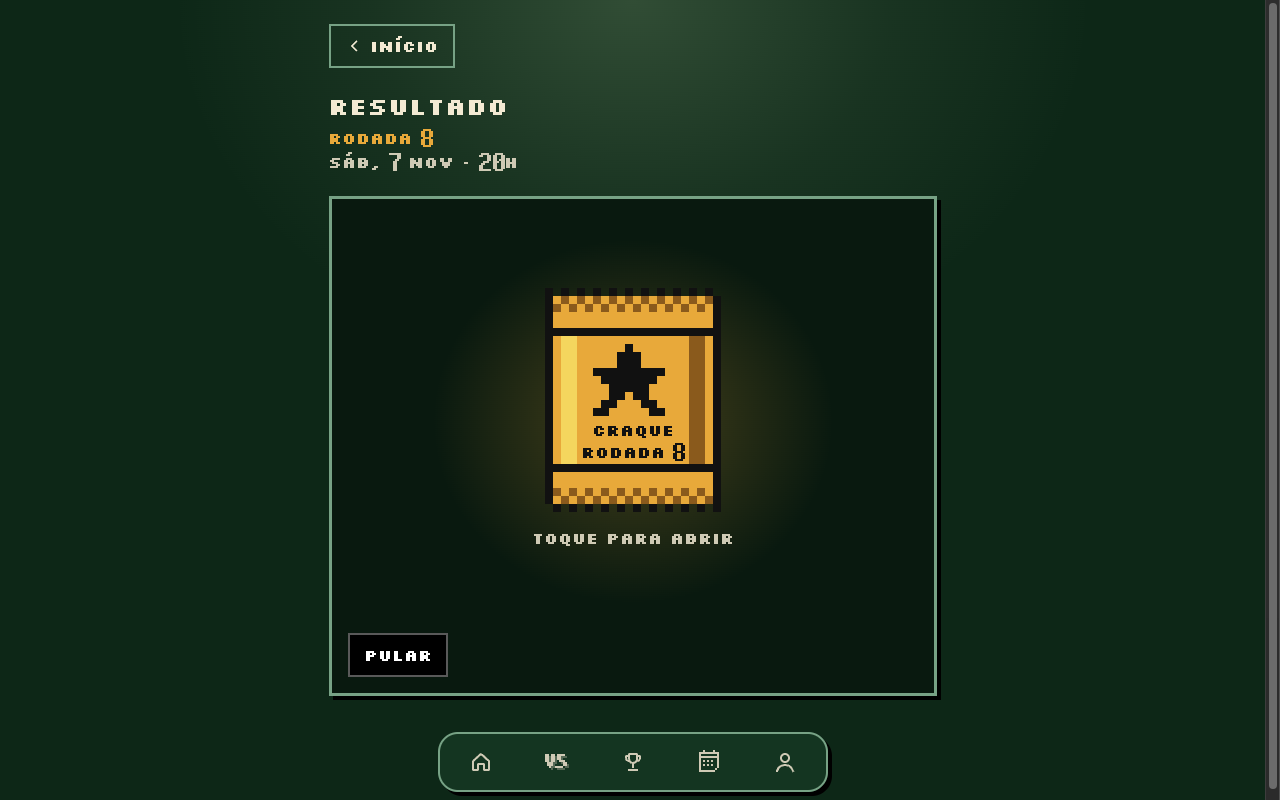 INÍCIO
RESULTADO
RODADA 8
SÁB, 7 NOV · 20H
CRAQUE
RODADA 8
TOQUE PARA ABRIR
PULAR
VS